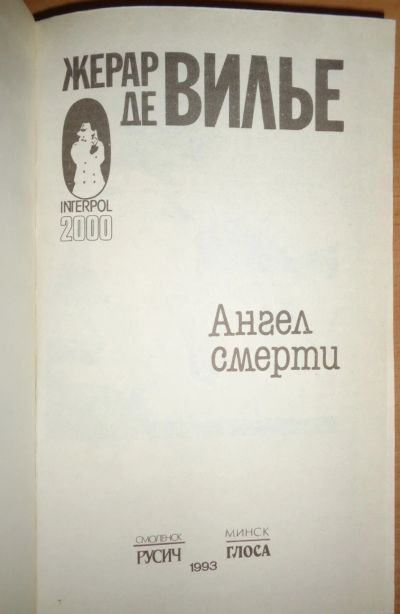 ЖЕРАР
ДЕ ВИЛЬЕ
INTERPOL
2000
Ангел
смерти
СМОЛЕНСК
РУСИЧ
МИНСК
ГЛОСА
1993